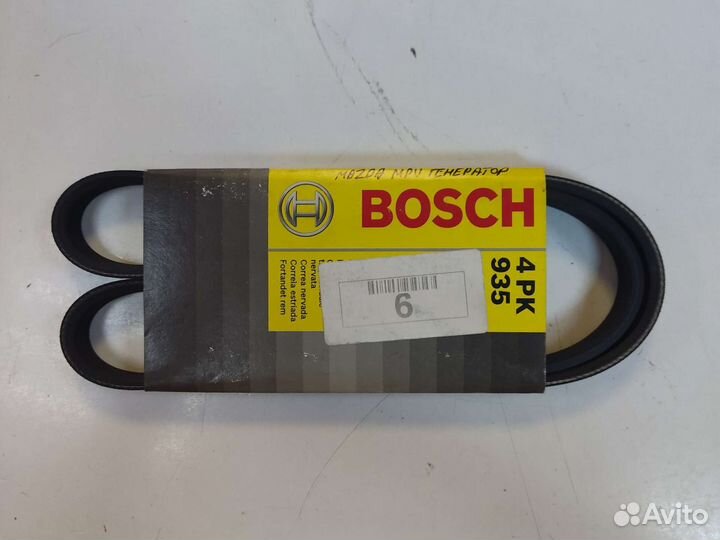 MAZDA MPV ГЕНЕРАТОР
BOSCH
4 PK
935
nervata
Correa nervada
Correia estriada
Fortandet rem
6
Avito